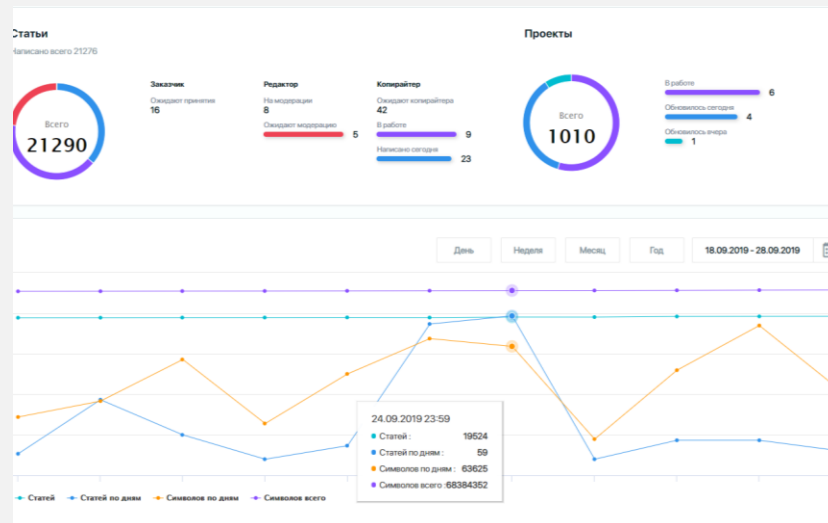 Статьи
Написано всего 21276
Всего
21290
Заказчик
Ожидают принятия
16
Редактор
На модерации
8
Ожидают модерацию
5
Копирайтер
Ожидают копирайтера
42
В работе
9
Написано сегодня
23
Проекты
Всего
1010
В работе
6
Обновилось сегодня
4
Обновилось вчера
1
День
Неделя
Месяц
Год
18.09.2019 - 28.09.2019
24.09.2019 23:59
Статей : 19524
Статей по дням : 59
Символов по дням : 63625
Символов всего :68384352
Статей
Статей по дням
Символов по дням
Символов всего